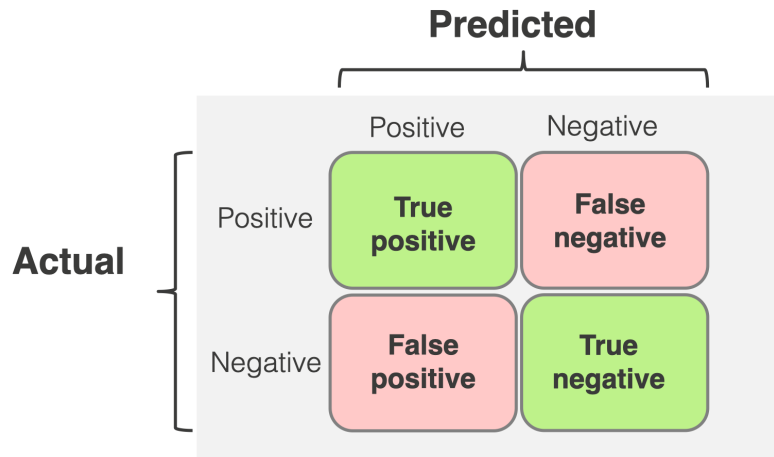 Predicted
Positive
Negative
Actual
Positive
True
positive
False
negative
Negative
False
positive
True
negative